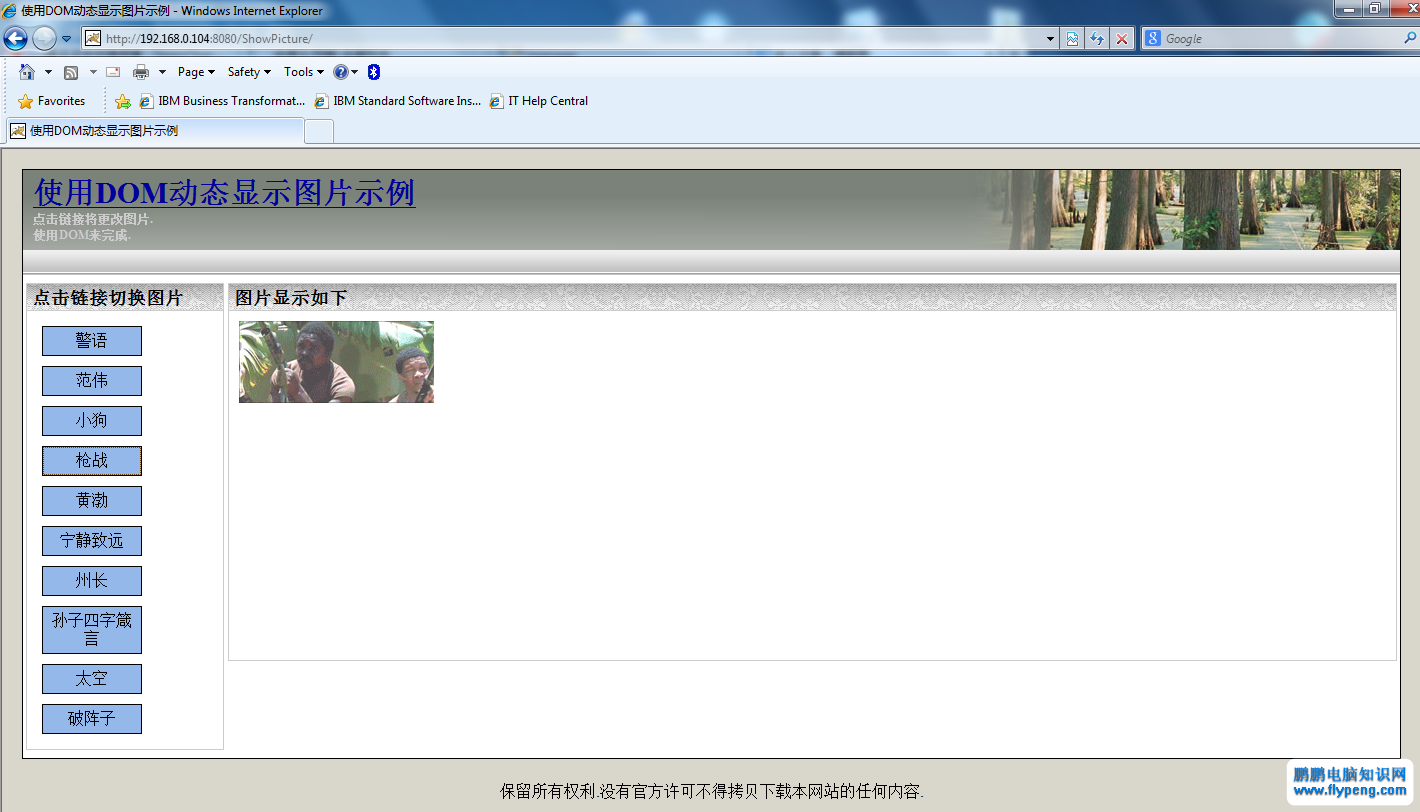 使用DOM动态显示图片示例 - Windows Internet Explorer
http://192.168.0.104:8080/ShowPicture/
Google
Page
Safety
Tools
Favorites
IBM Business Transformat...
IBM Standard Software Ins...
IT Help Central
使用DOM动态显示图片示例
使用DOM动态显示图片示例
点击链接将更改图片.
使用DOM来完成.
点击链接切换图片
图片显示如下
警语
范伟
小狗
枪战
黄渤
宁静致远
州长
孙子四字箴
言
太空
破阵子
保留所有权利.没有官方许可不得拷贝下载本网站的任何内容.
鹏鹏电脑知识网
www.flypeng.com